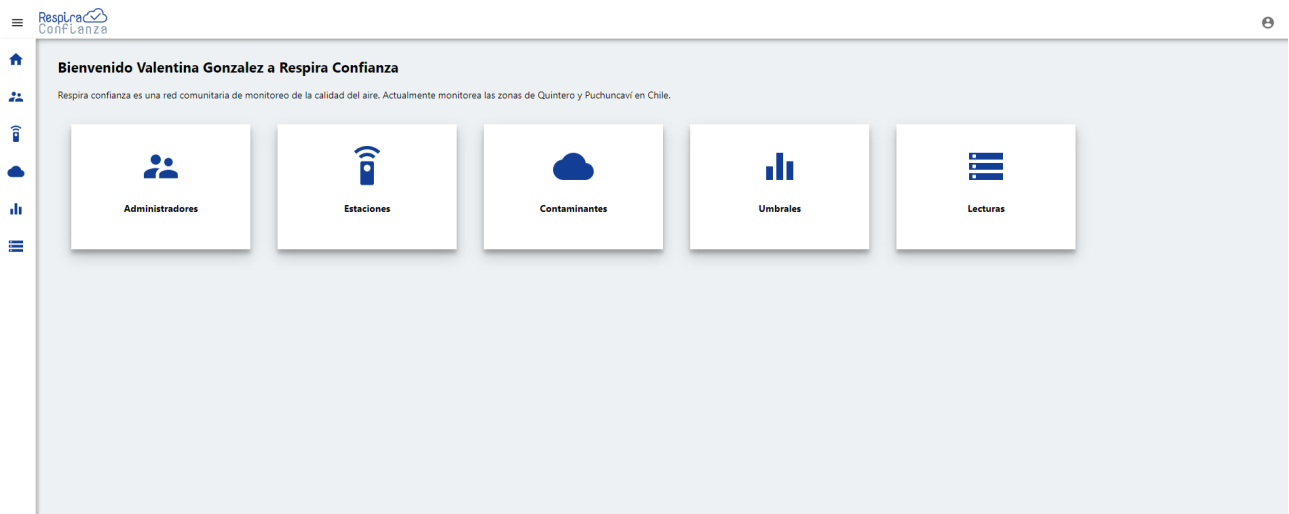 Respira
Confianza
Bienvenido Valentina Gonzalez a Respira Confianza
Respira confianza es una red comunitaria de monitoreo de la calidad del aire. Actualmente monitorea las zonas de Quintero y Puchuncaví en Chile.
Administradores
Estaciones
Contaminantes
Umbrales
Lecturas